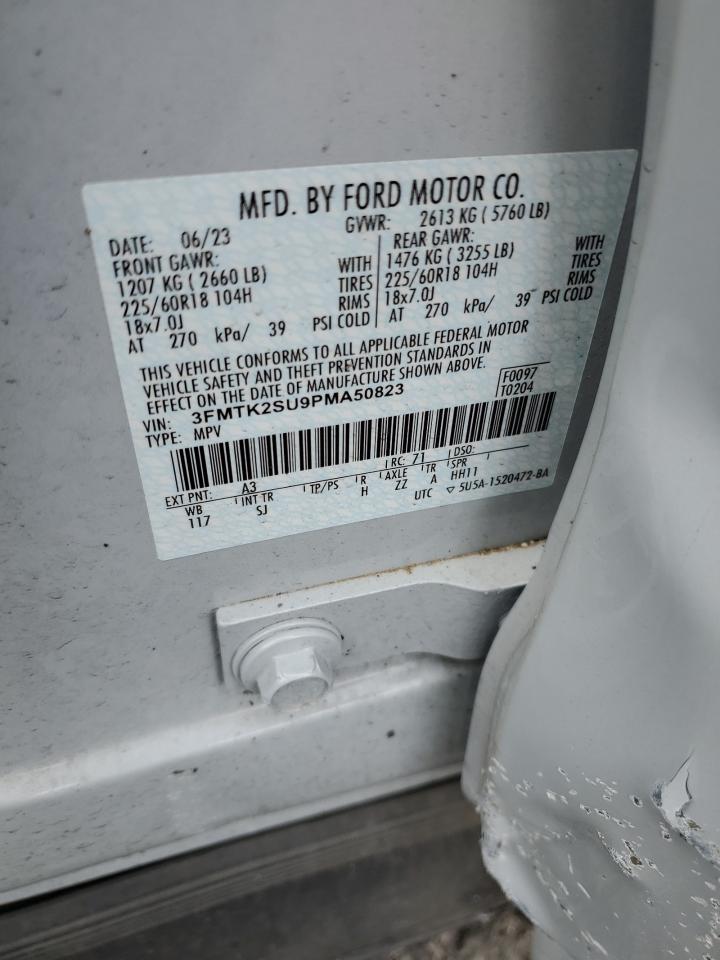 MFD. BY FORD MOTOR CO.
DATE: 06/23 GVWR: 2613 KG ( 5760 LB)
FRONT GAWR: REAR GAWR:
1207 KG ( 2660 LB) WITH 1476 KG ( 3255 LB) WITH
225/60R18 104H TIRES 225/60R18 104H TIRES
18x7.0J RIMS 18x7.0J RIMS
AT 270 kPa/ 39 PSI COLD AT 270 kPa/ 39 PSI COLD
THIS VEHICLE CONFORMS TO ALL APPLICABLE FEDERAL MOTOR
VEHICLE SAFETY AND THEFT PREVENTION STANDARDS IN
EFFECT ON THE DATE OF MANUFACTURE SHOWN ABOVE.
VIN: 3FMTK2SU9PMA50823 F0097
TYPE: MPV T0204
EXT PNT: A3 RC: 71 DSO:
WB INT TR TP/PS R AXLE TR SPR
117 SJ H ZZ A HH11
UTC ▽ 5U5A-1520472-BA